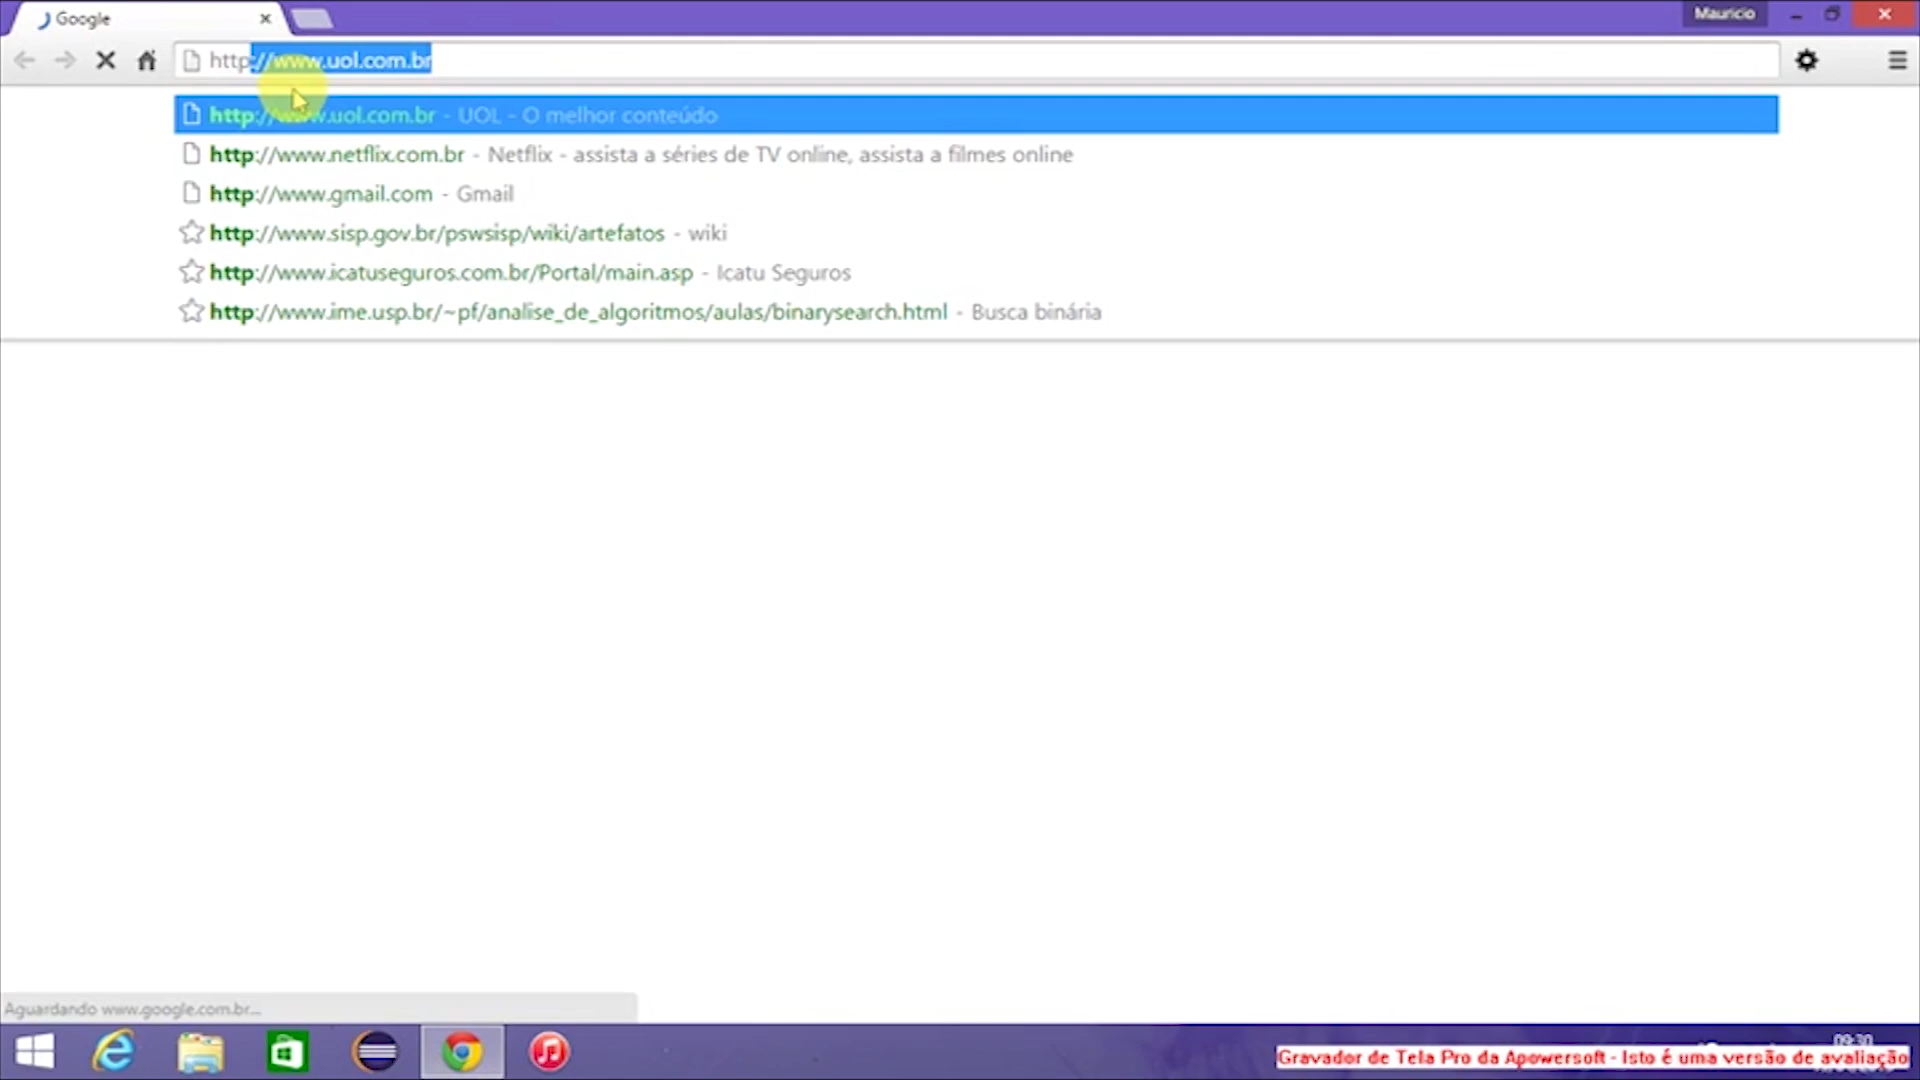 Google
Mauricio
http://www.uol.com.br
http://www.uol.com.br - UOL - O melhor conteúdo
http://www.netflix.com.br - Netflix - assista a séries de TV online, assista a filmes online
http://www.gmail.com - Gmail
http://www.sisp.gov.br/pswsisp/wiki/artefatos - wiki
http://www.icatuseguros.com.br/Portal/main.asp - Icatu Seguros
http://www.ime.usp.br/~pf/analise_de_algoritmos/aulas/binarysearch.html - Busca binária
Aguardando www.google.com.br...
09:30
Gravador de Tela Pro da Apowersoft - Isto é uma versão de avaliação